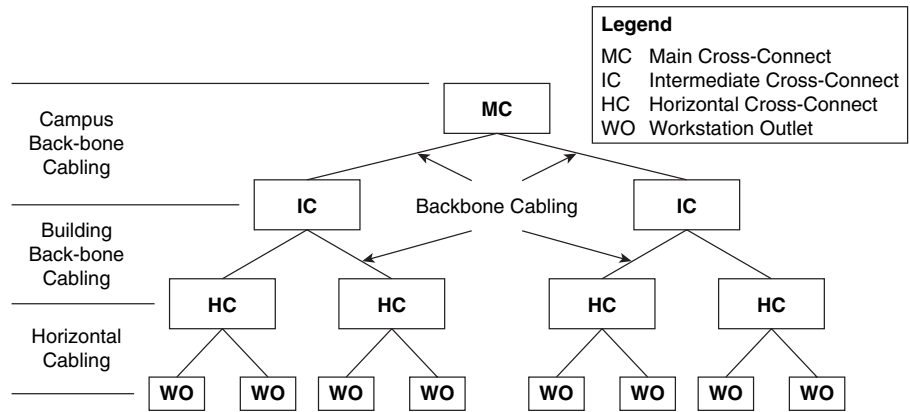 Legend
MC Main Cross-Connect
IC Intermediate Cross-Connect
HC Horizontal Cross-Connect
WO Workstation Outlet
MC
Campus
Back-bone
Cabling
IC
Backbone Cabling
IC
Building
Back-bone
Cabling
HC
HC
HC
HC
Horizontal
Cabling
WO
WO
WO
WO
WO
WO
WO
WO